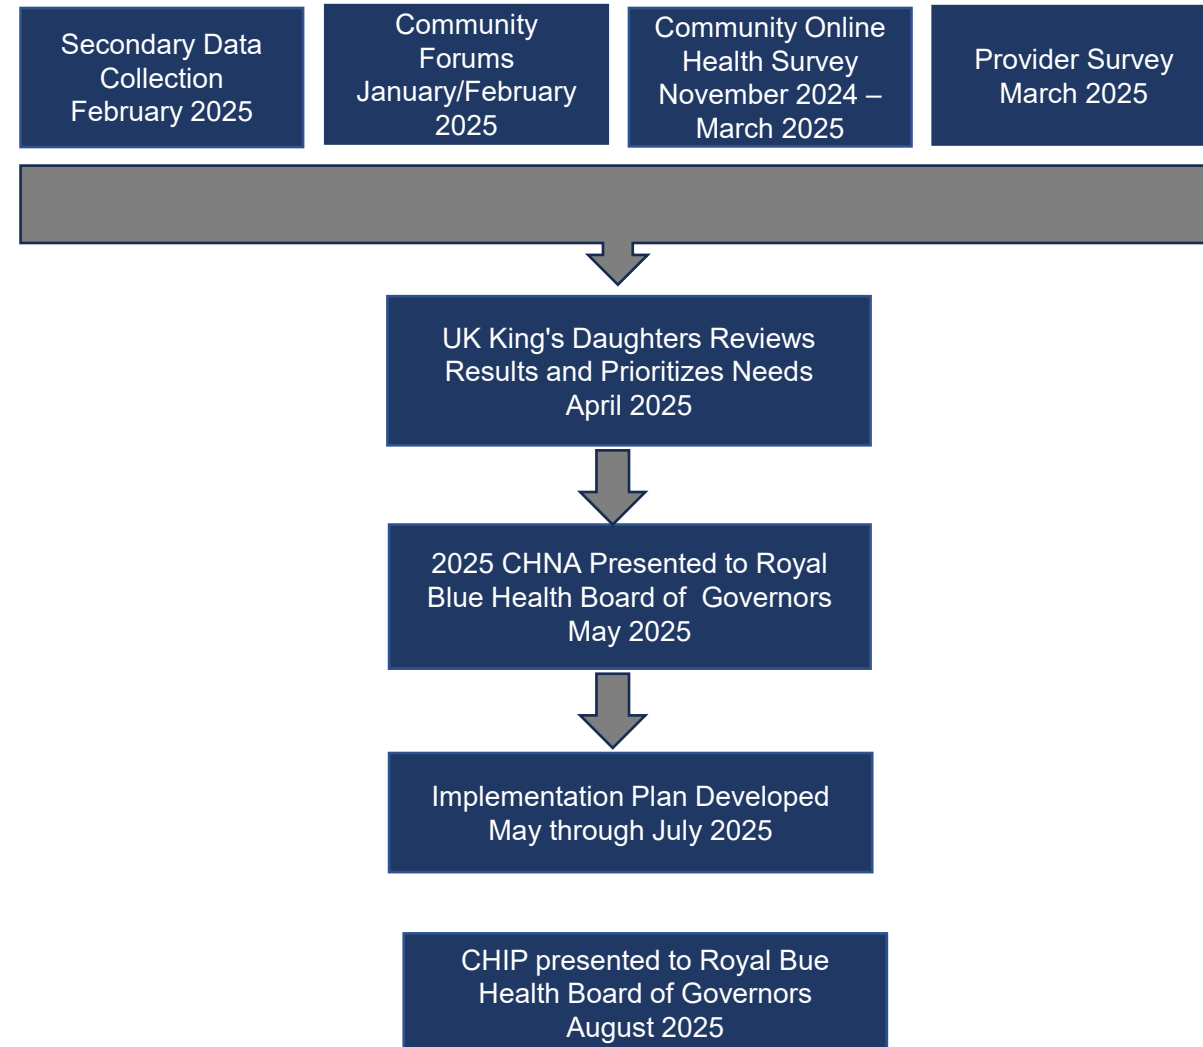 Secondary Data
Collection
February 2025
Community
Forums
January/February
2025
Community Online
Health Survey
November 2024 –
March 2025
Provider Survey
March 2025
UK King's Daughters Reviews
Results and Prioritizes Needs
April 2025
2025 CHNA Presented to Royal
Blue Health Board of  Governors
May 2025
Implementation Plan Developed
May through July 2025
CHIP presented to Royal Bue
Health Board of Governors
August 2025